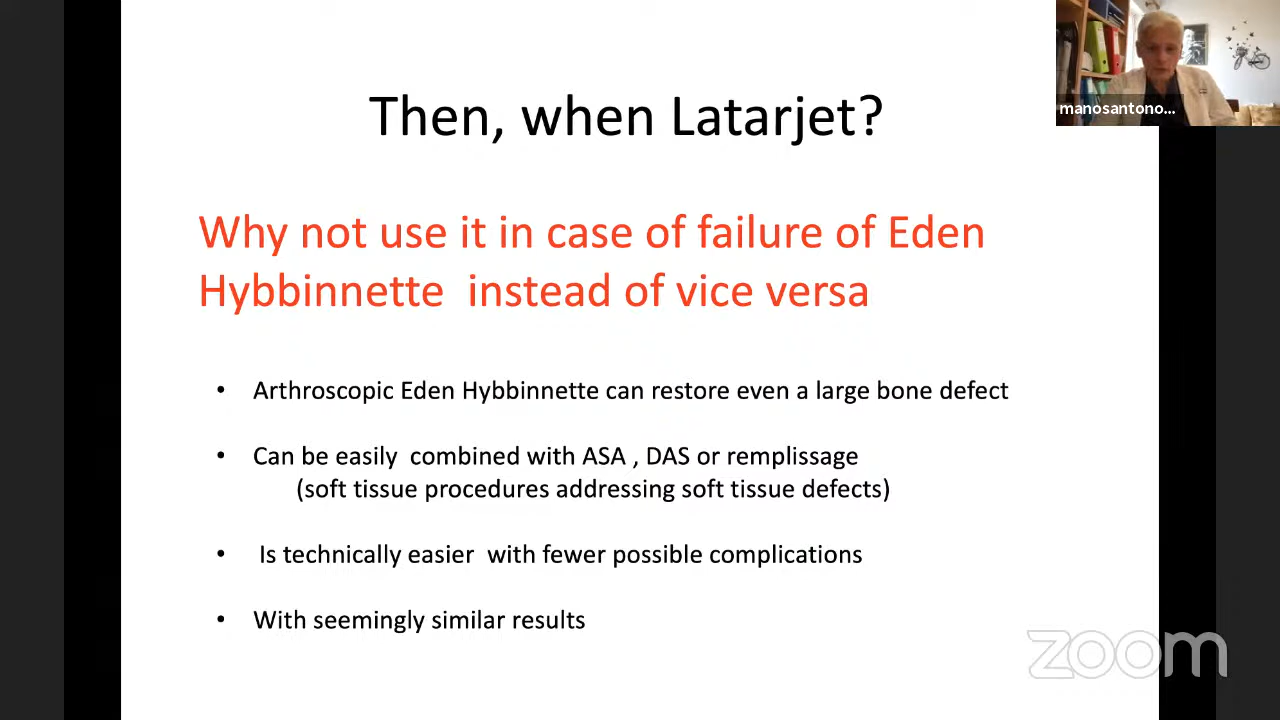 Then, when Latarjet?
manosantono...
Why not use it in case of failure of Eden
Hybbinnette instead of vice versa
• Arthroscopic Eden Hybbinnette can restore even a large bone defect
• Can be easily combined with ASA , DAS or remplissage
(soft tissue procedures addressing soft tissue defects)
• Is technically easier with fewer possible complications
• With seemingly similar results
zoom